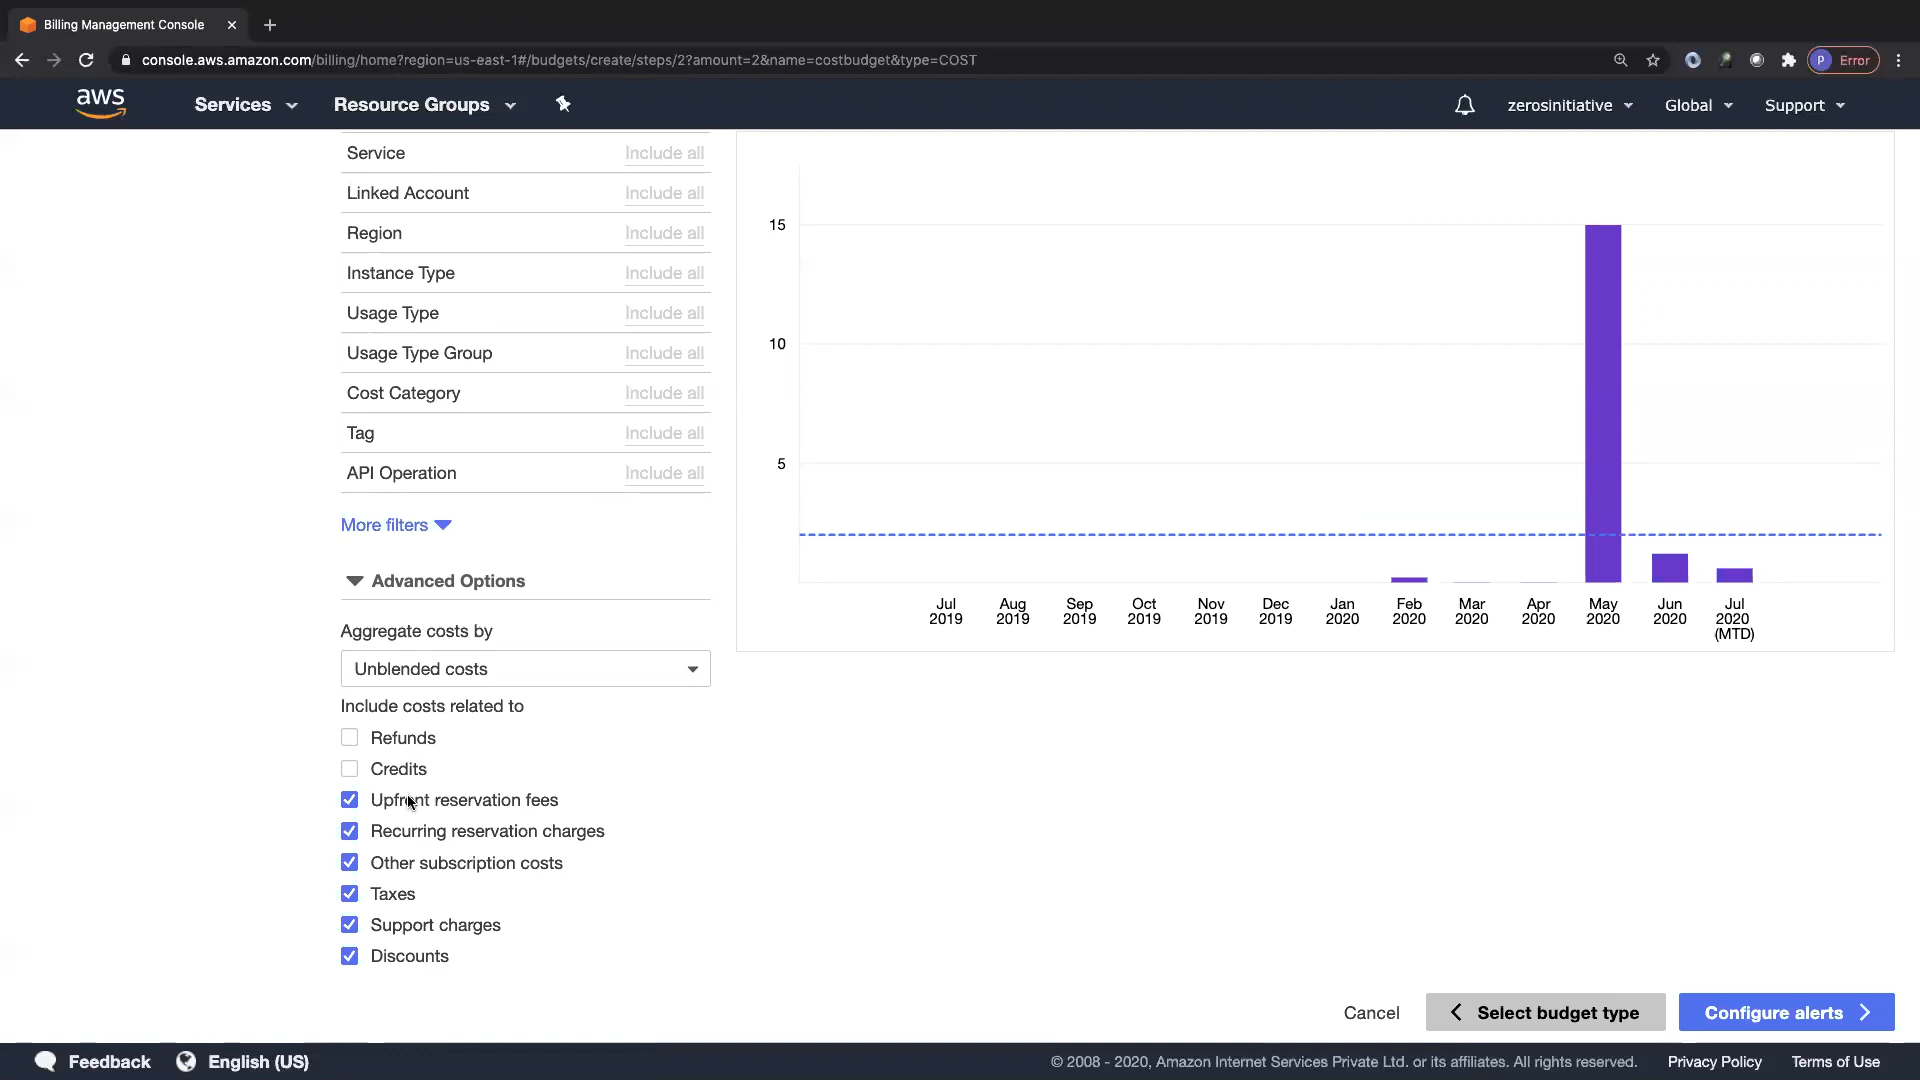 Billing Management Console
console.aws.amazon.com/billing/home?region=us-east-1#/budgets/create/steps/2?amount=2&name=costbudget&type=COST
P Error
aws
Services
Resource Groups
zerosinitiative
Global
Support
Service Include all
Linked Account Include all
Region Include all
Instance Type Include all
Usage Type Include all
Usage Type Group Include all
Cost Category Include all
Tag Include all
API Operation Include all
More filters
Advanced Options
Aggregate costs by
Unblended costs
Include costs related to
Refunds
Credits
Upfront reservation fees
Recurring reservation charges
Other subscription costs
Taxes
Support charges
Discounts
15
10
5
Jul 2019
Aug 2019
Sep 2019
Oct 2019
Nov 2019
Dec 2019
Jan 2020
Feb 2020
Mar 2020
Apr 2020
May 2020
Jun 2020
Jul 2020 (MTD)
Cancel
Select budget type
Configure alerts
Feedback
English (US)
© 2008 - 2020, Amazon Internet Services Private Ltd. or its affiliates. All rights reserved.
Privacy Policy
Terms of Use